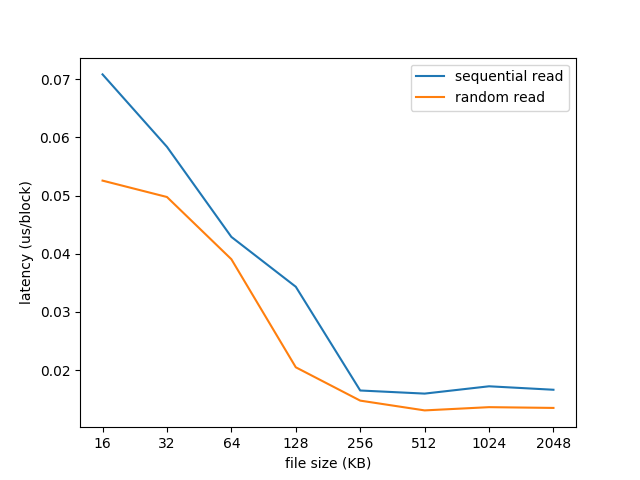 sequential read
random read
0.07
0.06
0.05
0.04
0.03
0.02
latency (us/block)
16 32 64 128 256 512 1024 2048
file size (KB)